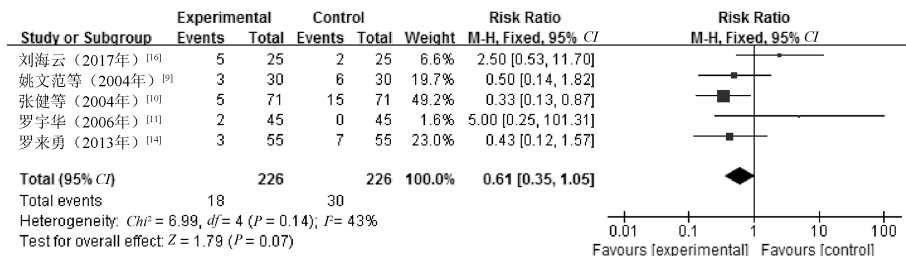 Experimental Control Risk Ratio Risk Ratio
Study or Subgroup Events Total Events Total Weight M-H, Fixed, 95% CI M-H, Fixed, 95% CI
刘海云（2017年）[16] 5 25 2 25 6.6% 2.50 [0.53, 11.70]
姚文范等（2004年）[9] 3 30 6 30 19.7% 0.50 [0.14, 1.82]
张健等（2004年）[10] 5 71 15 71 49.2% 0.33 [0.13, 0.87]
罗宇华（2006年）[11] 2 45 0 45 1.6% 5.00 [0.25, 101.31]
罗来勇（2013年）[14] 3 55 7 55 23.0% 0.43 [0.12, 1.57]
Total (95% CI) 226 226 100.0% 0.61 [0.35, 1.05]
Total events 18 30
Heterogeneity: Chi² = 6.99, df = 4 (P = 0.14); I² = 43%
Test for overall effect: Z = 1.79 (P = 0.07)
0.01 0.1 1 10 100
Favours [experimental] Favours [control]